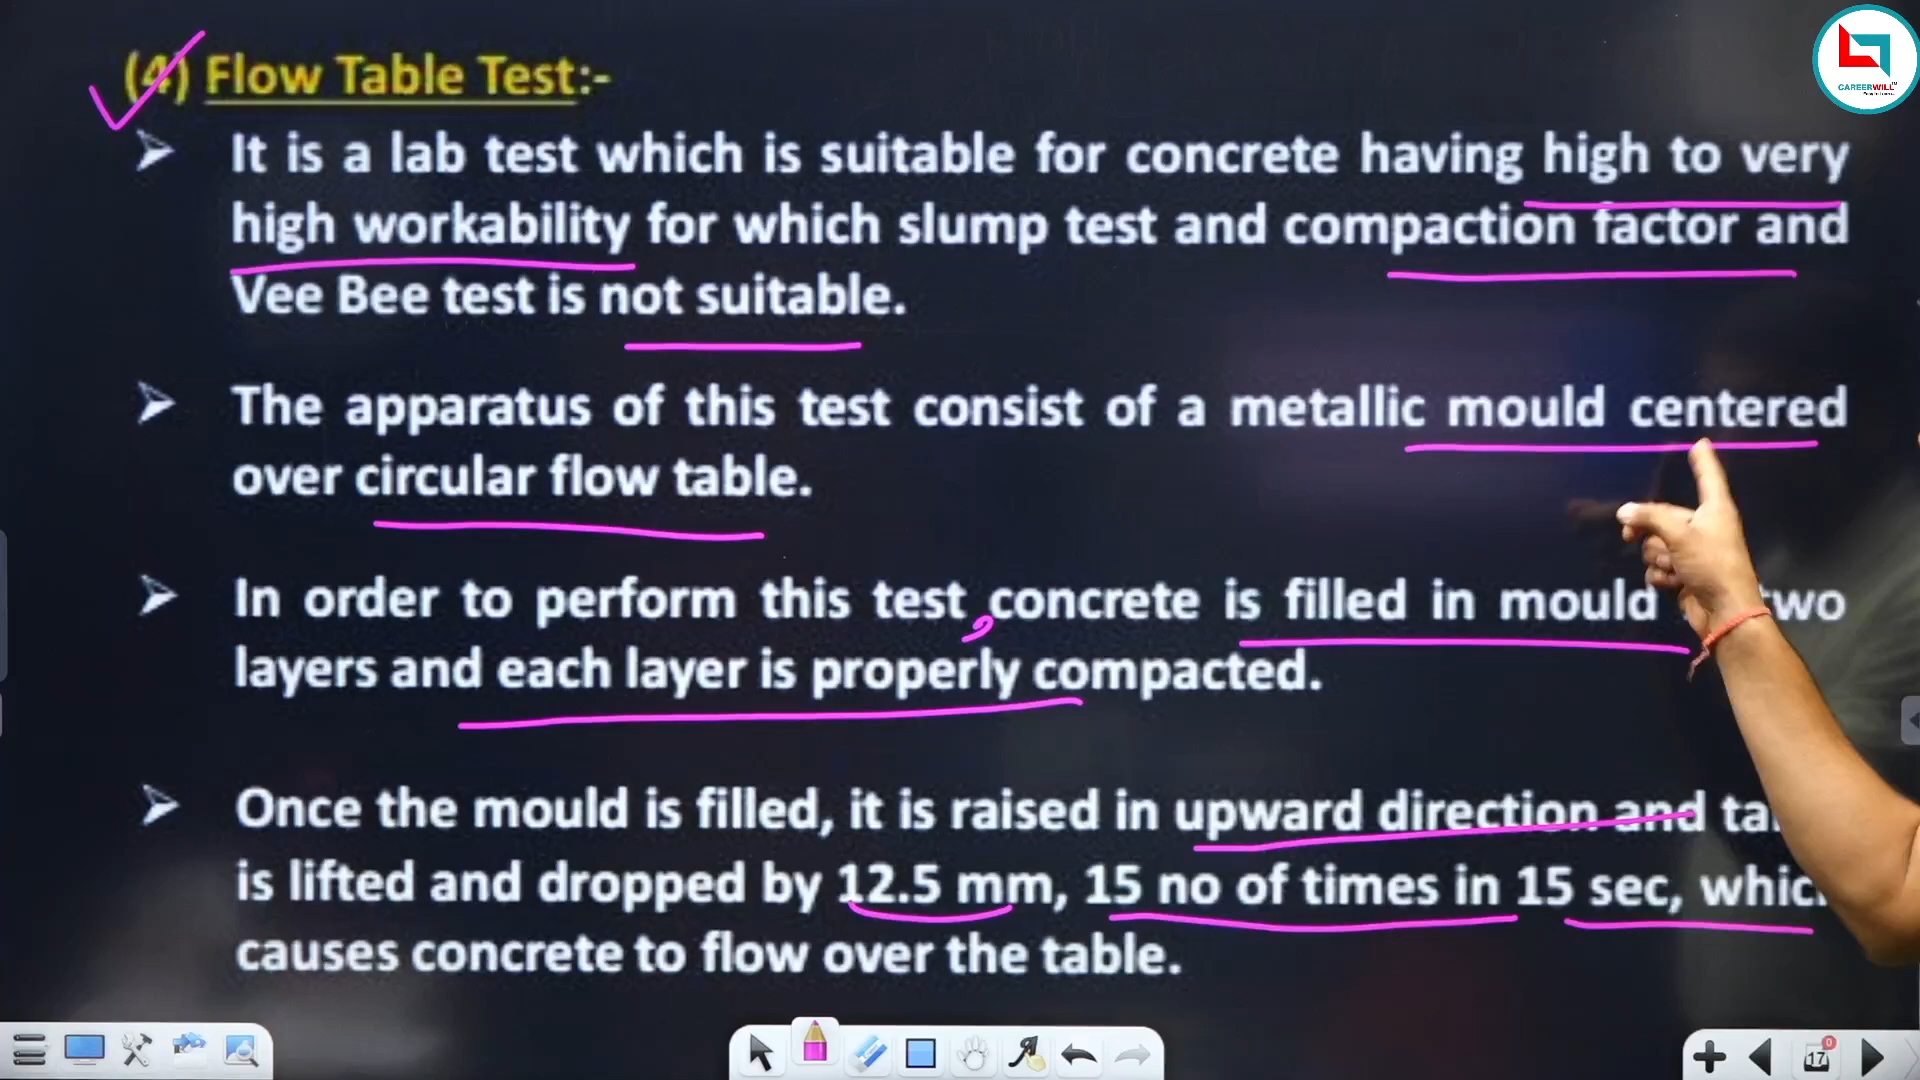 CAREERWILL
(4) Flow Table Test:-
➢ It is a lab test which is suitable for concrete having high to very
high workability for which slump test and compaction factor and
Vee Bee test is not suitable.
➢ The apparatus of this test consist of a metallic mould centered
over circular flow table.
➢ In order to perform this test, concrete is filled in mould two
layers and each layer is properly compacted.
➢ Once the mould is filled, it is raised in upward direction and
is lifted and dropped by 12.5 mm, 15 no of times in 15 sec,
causes concrete to flow over the table.
17
0